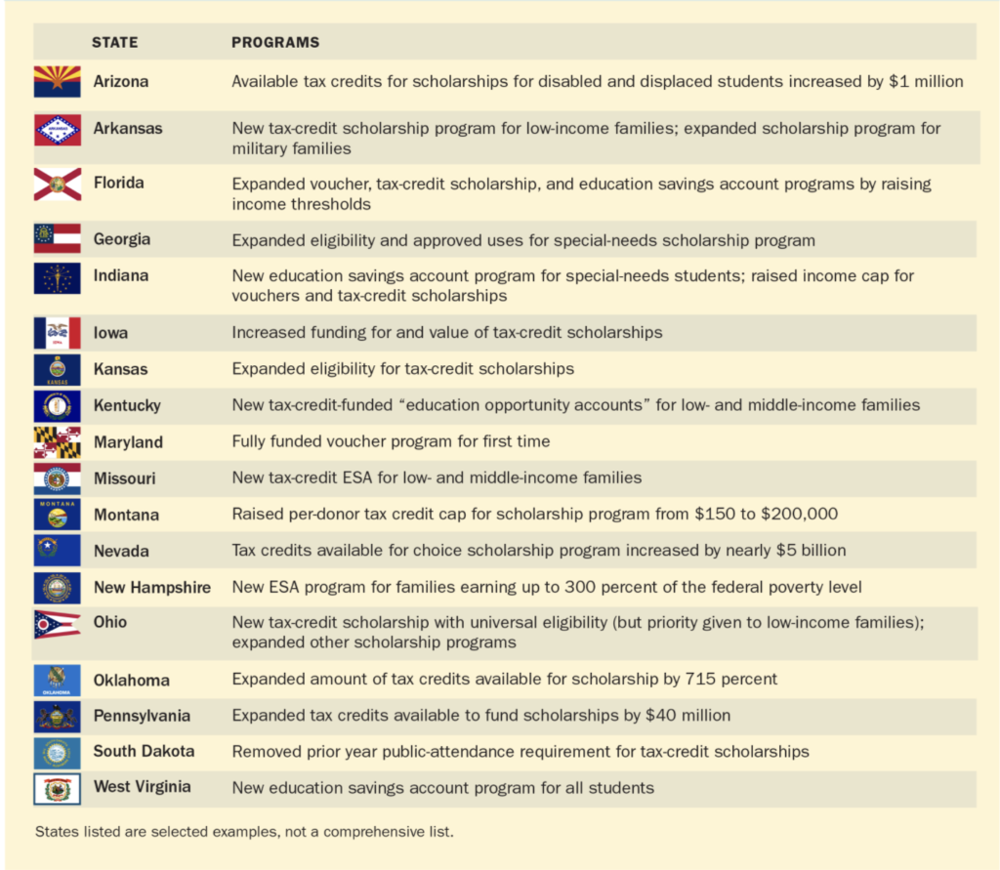 STATE PROGRAMS
Arizona Available tax credits for scholarships for disabled and displaced students increased by $1 million
ARKANSAS
Arkansas New tax-credit scholarship program for low-income families; expanded scholarship program for
military families
Florida Expanded voucher, tax-credit scholarship, and education savings account programs by raising
income thresholds
Georgia Expanded eligibility and approved uses for special-needs scholarship program
Indiana New education savings account program for special-needs students; raised income cap for
vouchers and tax-credit scholarships
IOWA
Iowa Increased funding for and value of tax-credit scholarships
KANSAS
Kansas Expanded eligibility for tax-credit scholarships
Kentucky New tax-credit-funded “education opportunity accounts” for low- and middle-income families
Maryland Fully funded voucher program for first time
Missouri New tax-credit ESA for low- and middle-income families
MONTANA
Montana Raised per-donor tax credit cap for scholarship program from $150 to $200,000
Nevada Tax credits available for choice scholarship program increased by nearly $5 billion
New Hampshire New ESA program for families earning up to 300 percent of the federal poverty level
Ohio New tax-credit scholarship with universal eligibility (but priority given to low-income families);
expanded other scholarship programs
OKLAHOMA
Oklahoma Expanded amount of tax credits available for scholarship by 715 percent
Pennsylvania Expanded tax credits available to fund scholarships by $40 million
South Dakota Removed prior year public-attendance requirement for tax-credit scholarships
West Virginia New education savings account program for all students
States listed are selected examples, not a comprehensive list.